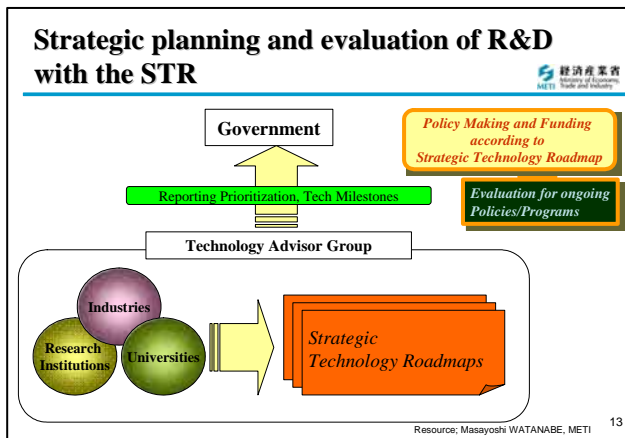 Strategic planning and evaluation of R&D
with the STR
経済産業省
METI
Ministry of Economy,
Trade and Industry
Government
Policy Making and Funding
according to
Strategic Technology Roadmap
Reporting Prioritization, Tech Milestones
Evaluation for ongoing
Policies/Programs
Technology Advisor Group
Industries
Research
Institutions
Universities
Strategic
Technology Roadmaps
13
Resource; Masayoshi WATANABE, METI